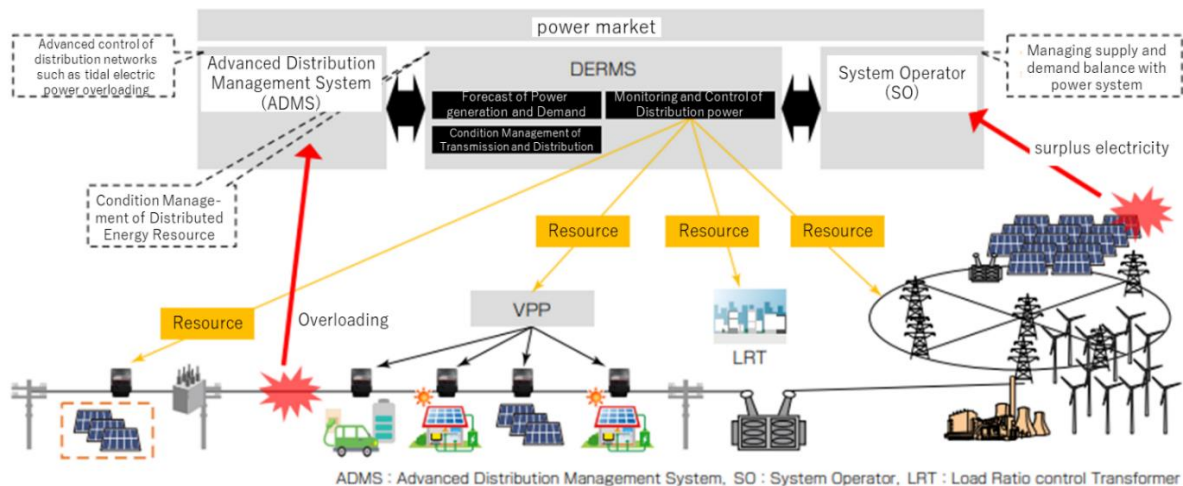 power market
Advanced control of
distribution networks
such as tidal electric
power overloading
Advanced Distribution
Management System
(ADMS)
DERMS
Forecast of Power
generation and Demand
Monitoring and Control of
Distribution power
Condition Management of
Transmission and Distribution
System Operator
(SO)
Managing supply and
demand balance with
power system
surplus electricity
Condition Manage-
ment of Distributed
Energy Resource
Resource
Resource
Resource
Resource
Overloading
VPP
LRT
ADMS : Advanced Distribution Management System, SO : System Operator, LRT : Load Ratio control Transformer